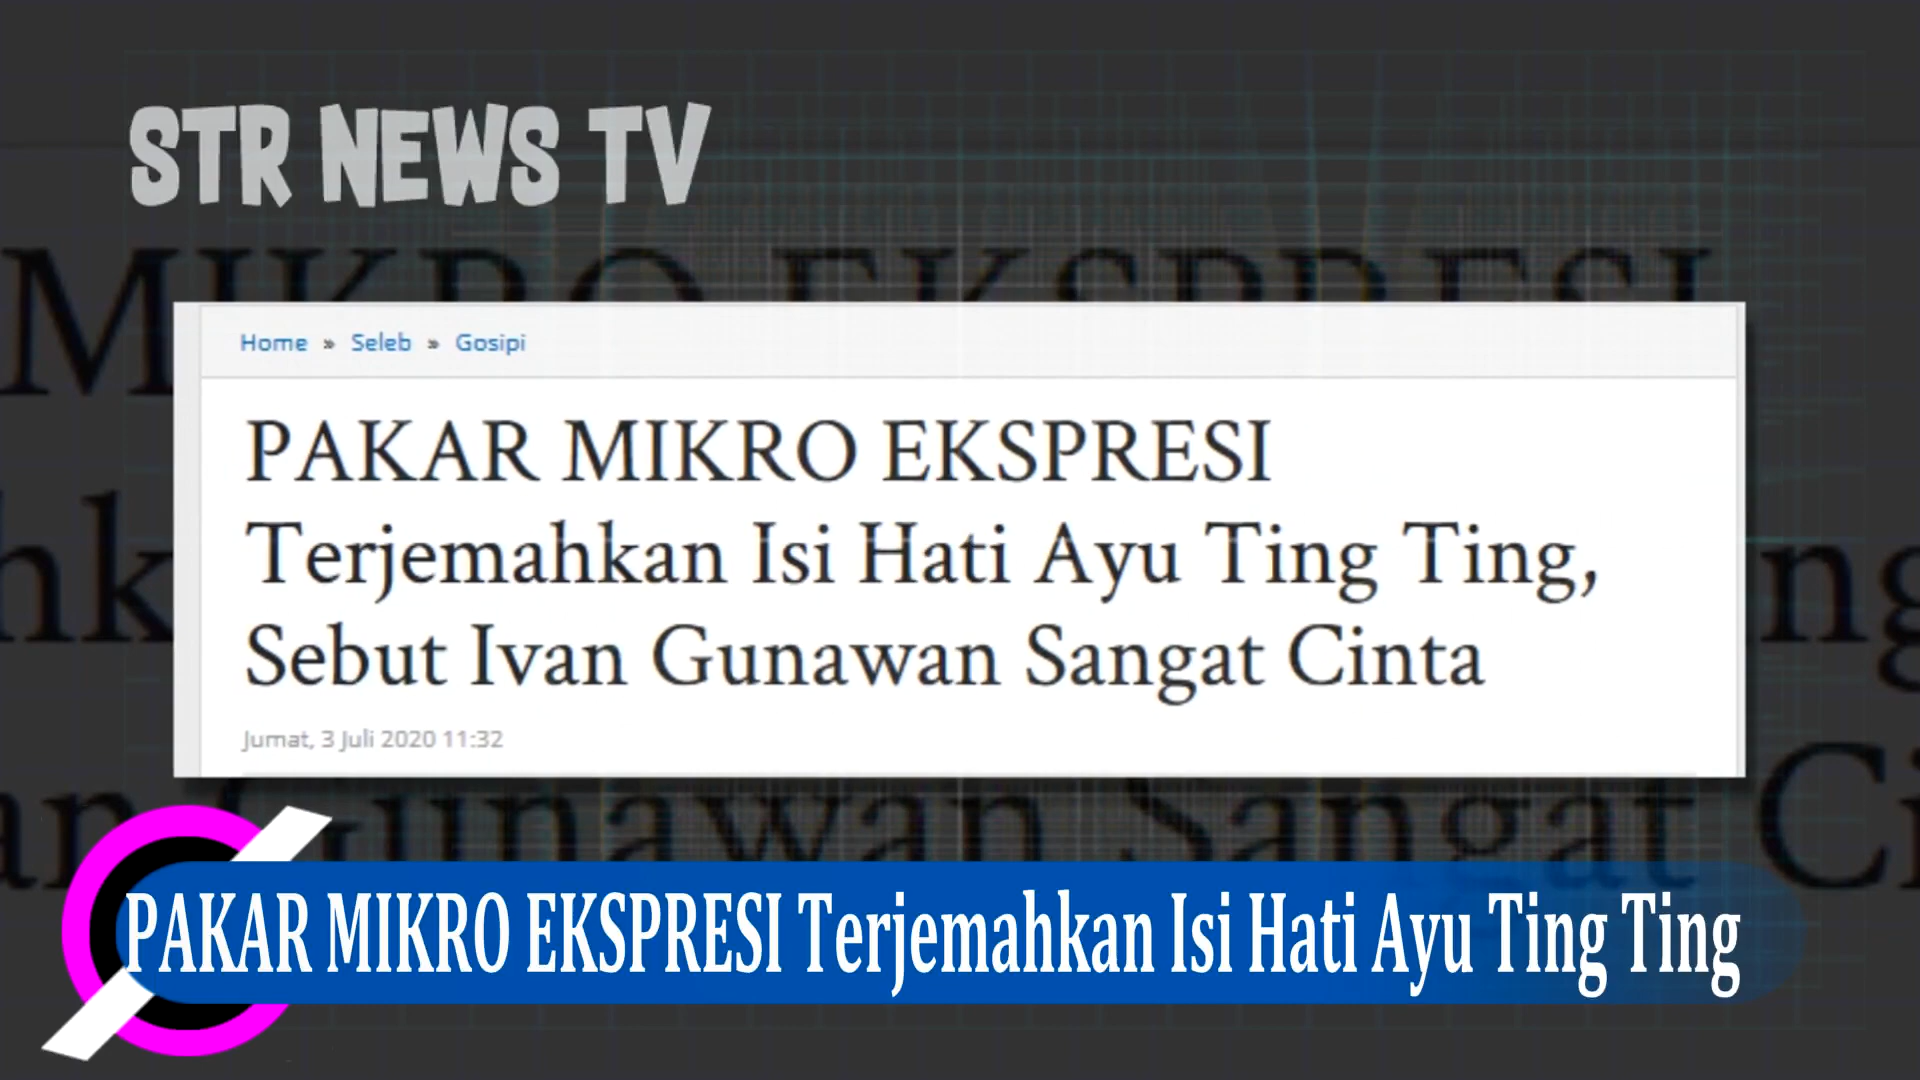 STR NEWS TV
Home » Seleb » Gosipi
PAKAR MIKRO EKSPRESI
Terjemahkan Isi Hati Ayu Ting Ting,
Sebut Ivan Gunawan Sangat Cinta
Jumat, 3 Juli 2020 11:32
PAKAR MIKRO EKSPRESI Terjemahkan Isi Hati Ayu Ting Ting